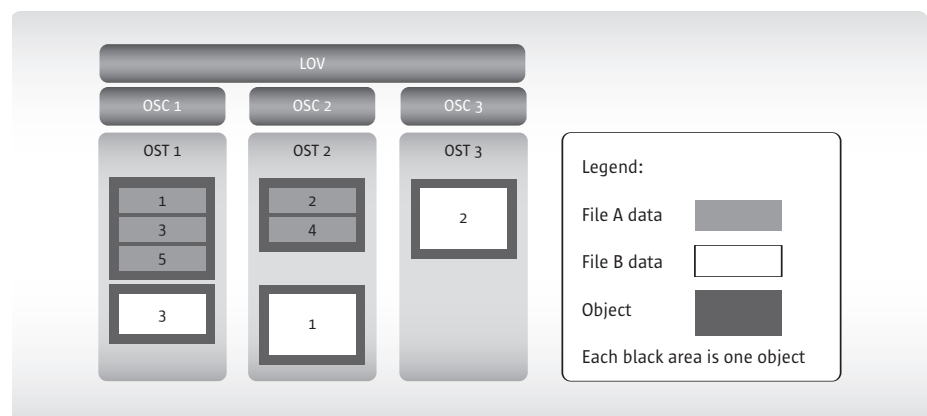 LOV
OSC 1 OSC 2 OSC 3
OST 1 OST 2 OST 3
1
3
5
3
2
4
1
2
Legend:
File A data
File B data
Object
Each black area is one object